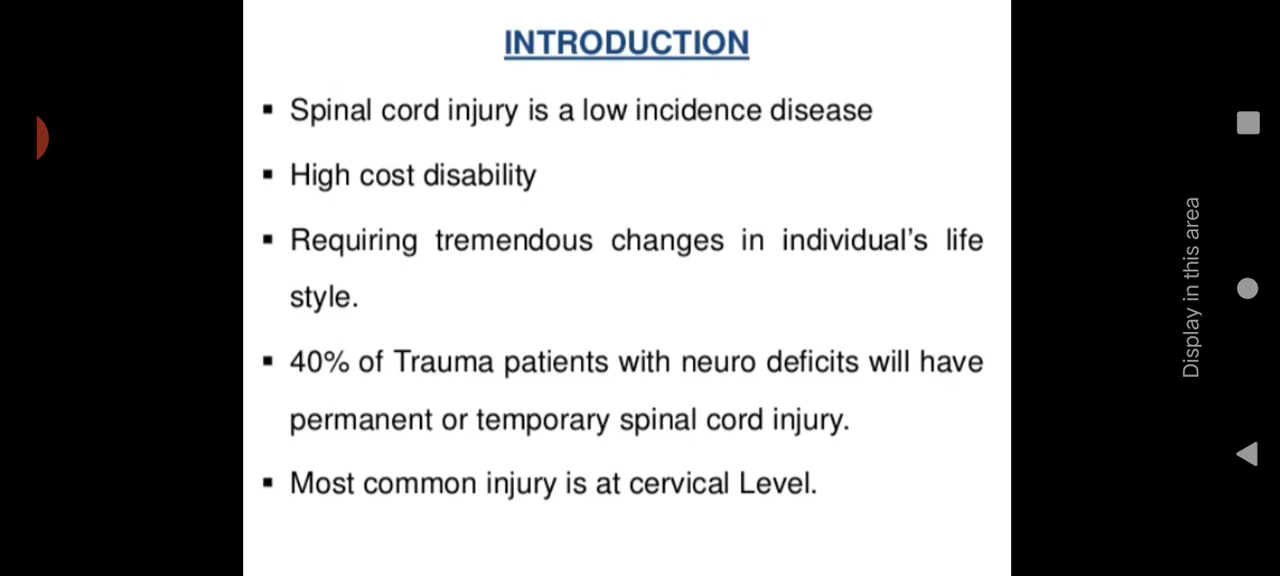 INTRODUCTION
▪ Spinal cord injury is a low incidence disease
▪ High cost disability
▪ Requiring tremendous changes in individual's life
style.
▪ 40% of Trauma patients with neuro deficits will have
permanent or temporary spinal cord injury.
▪ Most common injury is at cervical Level.
Display in this area